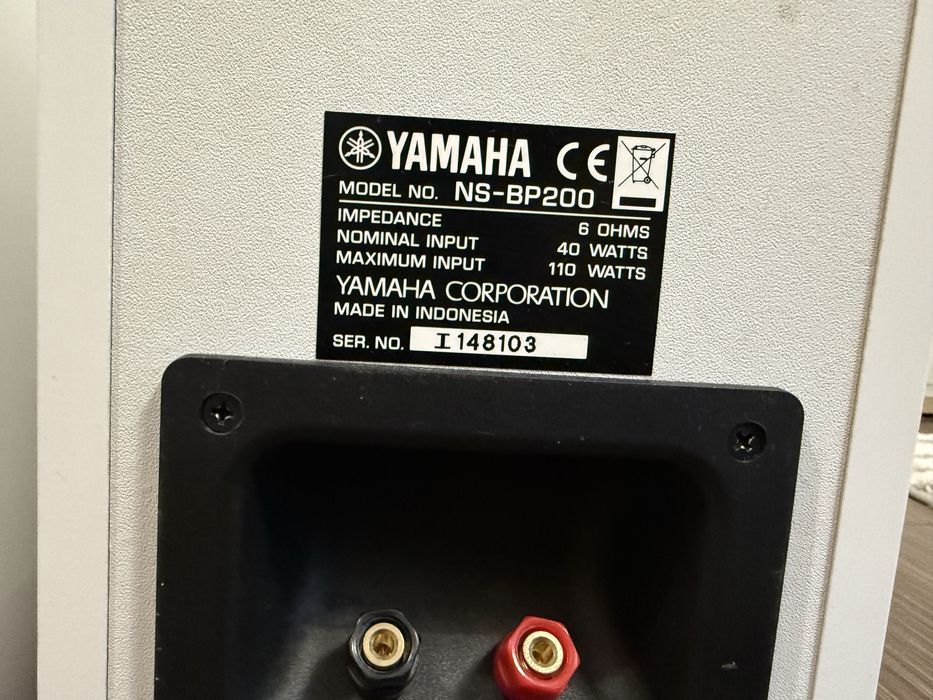 YAMAHA CE
MODEL NO. NS-BP200
IMPEDANCE 6 OHMS
NOMINAL INPUT 40 WATTS
MAXIMUM INPUT 110 WATTS
YAMAHA CORPORATION
MADE IN INDONESIA
SER. NO. I148103